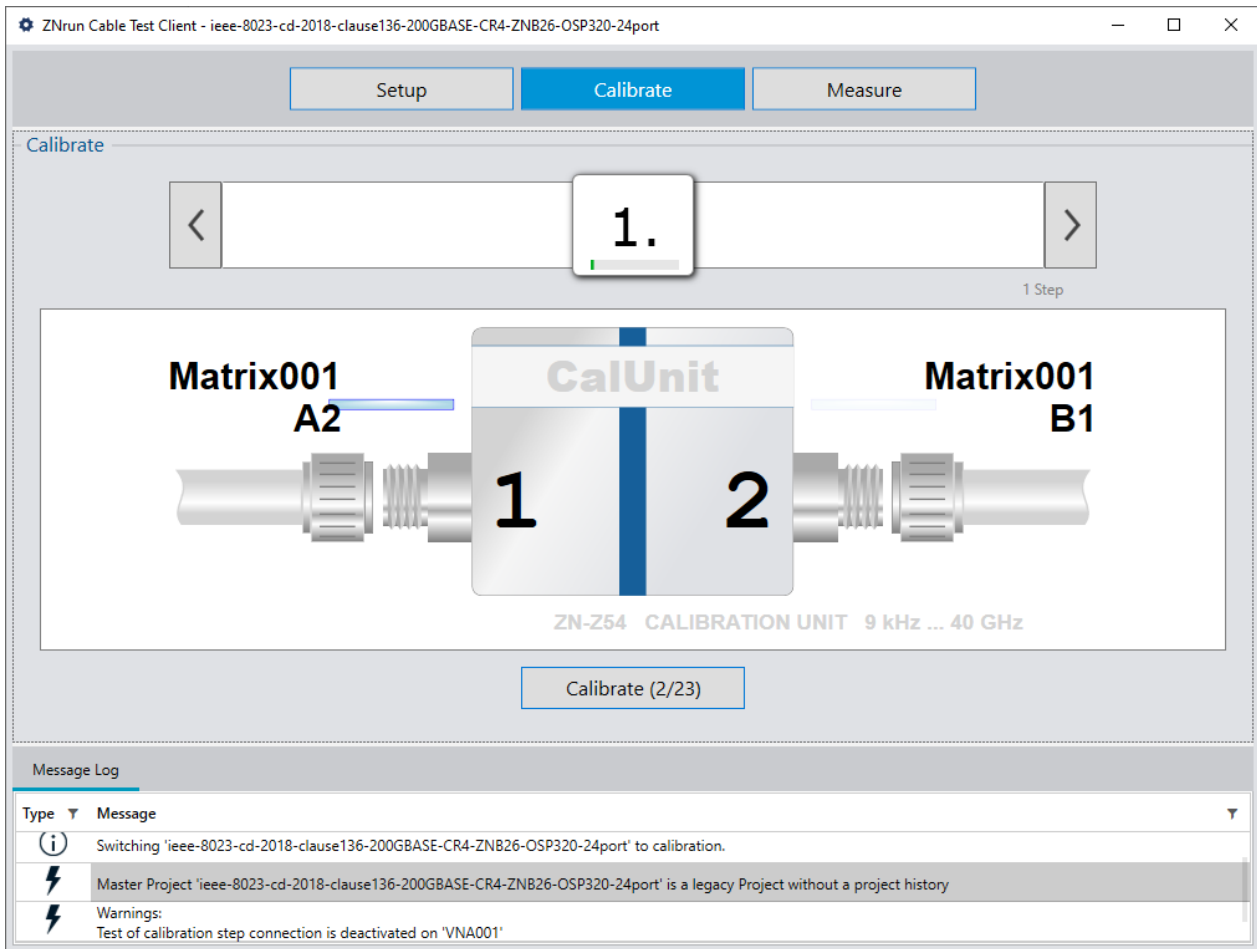 ZNrun Cable Test Client - ieee-8023-cd-2018-clause136-200GBASE-CR4-ZNB26-OSP320-24port
Setup
Calibrate
Measure
Calibrate
1.
1 Step
Matrix001
A2
CalUnit
Matrix001
B1
1
2
ZN-Z54 CALIBRATION UNIT 9 kHz ... 40 GHz
Calibrate (2/23)
Message Log
Type Message
Switching 'ieee-8023-cd-2018-clause136-200GBASE-CR4-ZNB26-OSP320-24port' to calibration.
Master Project 'ieee-8023-cd-2018-clause136-200GBASE-CR4-ZNB26-OSP320-24port' is a legacy Project without a project history
Warnings:
Test of calibration step connection is deactivated on 'VNA001'